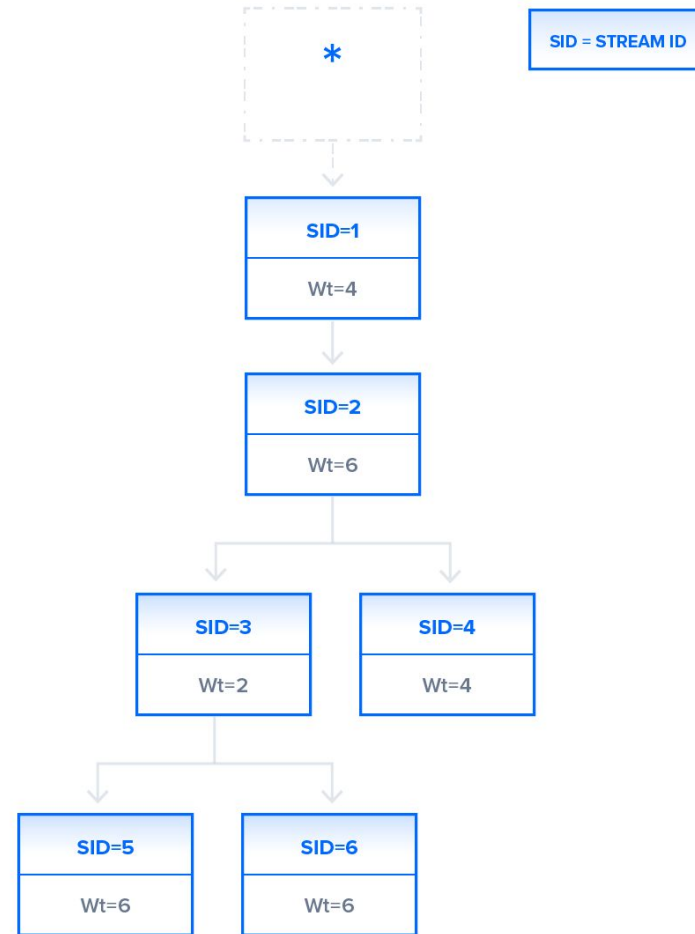 *
SID = STREAM ID
SID=1
Wt=4
SID=2
Wt=6
SID=3
SID=4
Wt=2
Wt=4
SID=5
SID=6
Wt=6
Wt=6